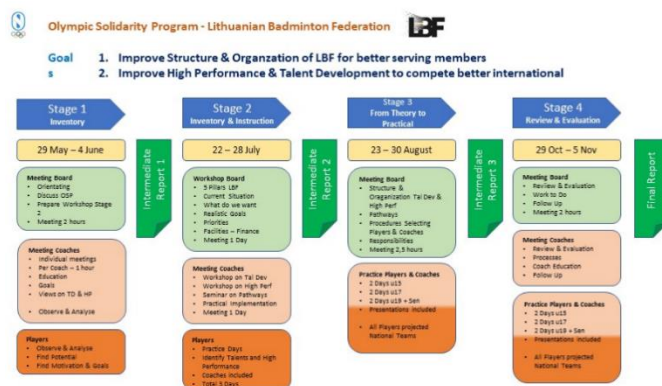 Olympic Solidarity Program - Lithuanian Badminton Federation
LBF
Goal
s
1. Improve Structure & Organzation of LBF for better serving members
2. Improve High Performance & Talent Development to compete better international
Stage 1
Inventory
29 May – 4 June
Meeting Board
• Orientating
• Discuss OSP
• Prepare Workshop Stage
2
• Meeting 2 hours
Meeting Coaches
• Individual meetings
• Per Coach – 1 hour
• Education
• Goals
• Views on TD & HP
• Observe & Analyse
Players
• Observe & Analyse
• Find Potential
• Find Motivation & Goals
Intermediate
Report 1
Stage 2
Inventory & Instruction
22 – 28 July
Workshop Board
• 5 Pillars LBF
• Current Situation
• What do we want
• Realistic Goals
• Priorities
• Facilities – Finance
• Meeting 1 Day
Meeting Coaches
• Workshop on Tal Dev
• Workshop on High Perf
• Seminar on Pathways
• Practical Implementation
• Meeting 1 Day
Players
• Practice Days
• Identify Talents and High
Performance
• Coaches included
• Total 5 Days
Intermediate
Report 2
Stage 3
From Theory to
Practical
23 – 30 August
Meeting Board
• Structure &
Oraganization Tal Dev &
High Perf
• Pathways
• Procedures Selecting
Players & Coaches
• Responsibilities
• Meeting 2,5 hours
Practice Players & Coaches
• 2 Days u15
• 2 Days u17
• 2 Days u19 + Sen
• Presentations included
• All Players projected
National Teams
Intermediate
Report 3
Stage 4
Review & Evaluation
29 Oct – 5 Nov
Meeting Board
• Review & Evaluation
• Work to Do
• Follow Up
• Meeting 2 hours
Meeting Coaches
• Review & Evaluation
• Processes
• Coach Education
• Follow Up
Practice Players & Coaches
• 2 Days u15
• 2 Days u17
• 2 Days u19 + Sen
• Presentations included
• All Players projected
National Teams
Final Report